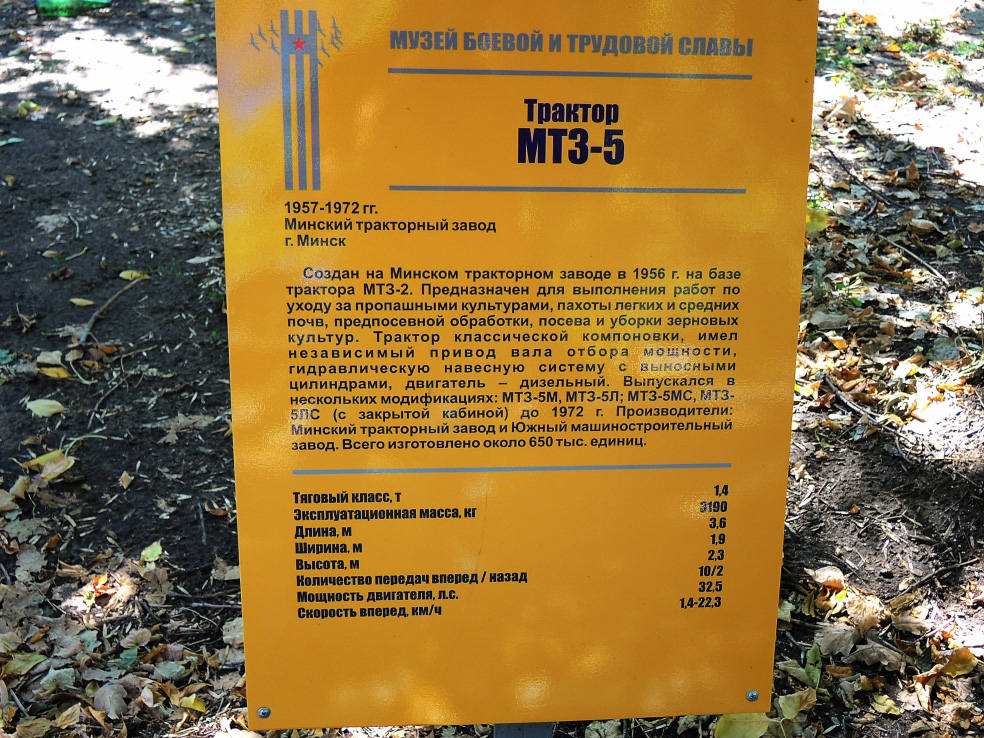 МУЗЕЙ БОЕВОЙ И ТРУДОВОЙ СЛАВЫ
Трактор
МТЗ-5
1957-1972 гг.
Минский тракторный завод
г. Минск
Создан на Минском тракторном заводе в 1956 г. на базе
трактора МТЗ-2. Предназначен для выполнения работ по
уходу за пропашными культурами, пахоты легких и средних
почв, предпосевной обработки, посева и уборки зерновых
культур. Трактор классической компоновки, имел
независимый привод вала отбора мощности,
гидравлическую навесную систему с выносными
цилиндрами, двигатель – дизельный. Выпускался в
нескольких модификациях: МТЗ-5М, МТЗ-5Л; МТЗ-5МС, МТЗ-
5ЛС (с закрытой кабиной) до 1972 г. Производители:
Минский тракторный завод и Южный машиностроительный
завод. Всего изготовлено около 650 тыс. единиц.
Тяговый класс, т 1,4
Эксплуатационная масса, кг 3190
Длина, м 3,6
Ширина, м 1,9
Высота, м 2,3
Количество передач вперед / назад 10/2
Мощность двигателя, л.с. 32,5
Скорость вперед, км/ч 1,4-22,3